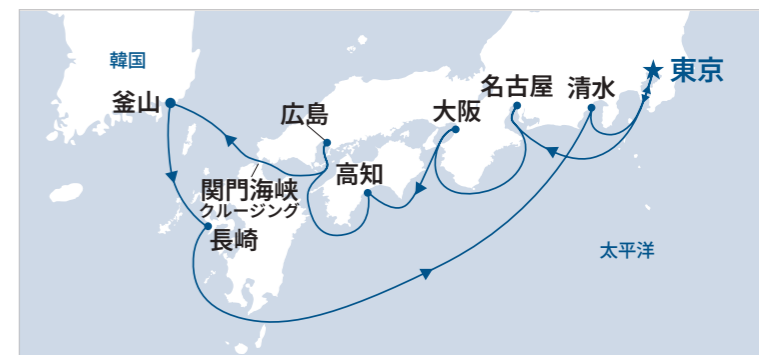 韓国
釜山
広島
大阪
名古屋
清水
東京
高知
関門海峡
クルージング
長崎
太平洋